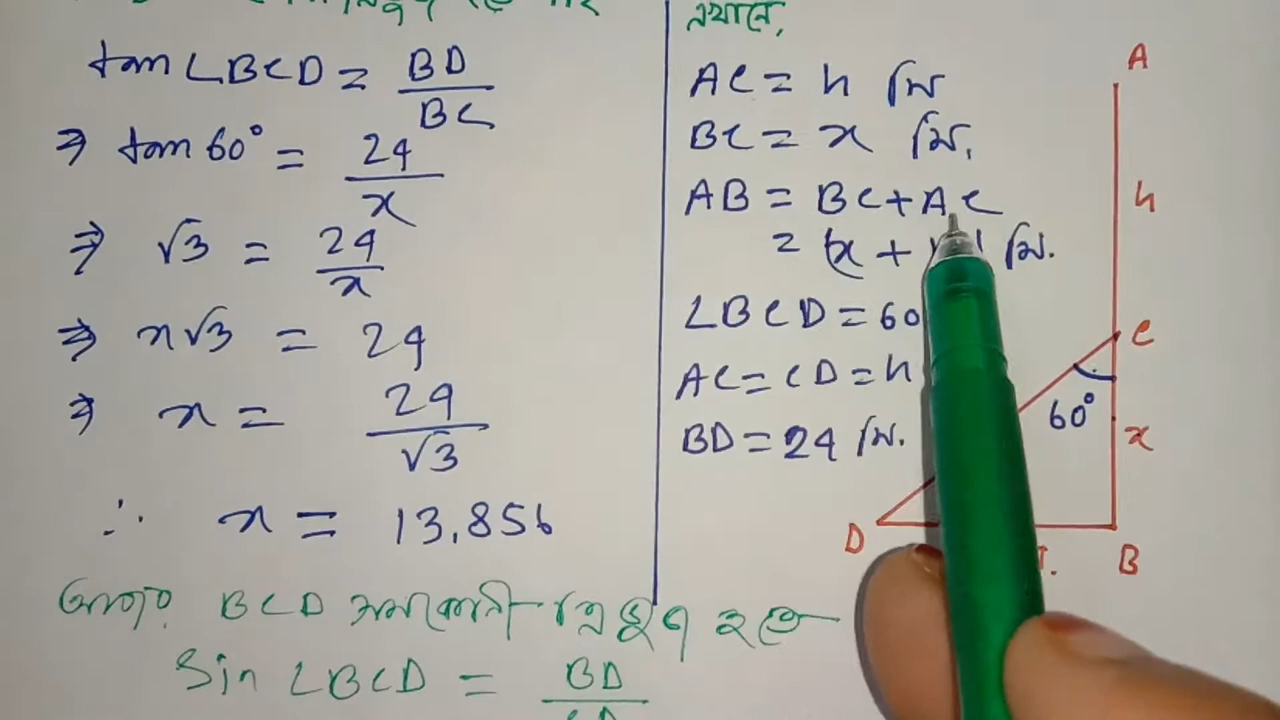 tan ∠BCD = BD/BC
⇒ tan 60° = 24/x
⇒ √3 = 24/x
⇒ x√3 = 24
⇒ x = 24/√3
∴ x = 13.856
আবার, BCD সমকোণী ত্রিভুজ হতে
Sin ∠BCD = BD/CD
এখানে,
AC = h মি
BC = x মি.
AB = BC + AC
= (x + মি.
∠BCD = 60
AC = CD = h
BD = 24 মি.
A
h
C
60°
x
D
B